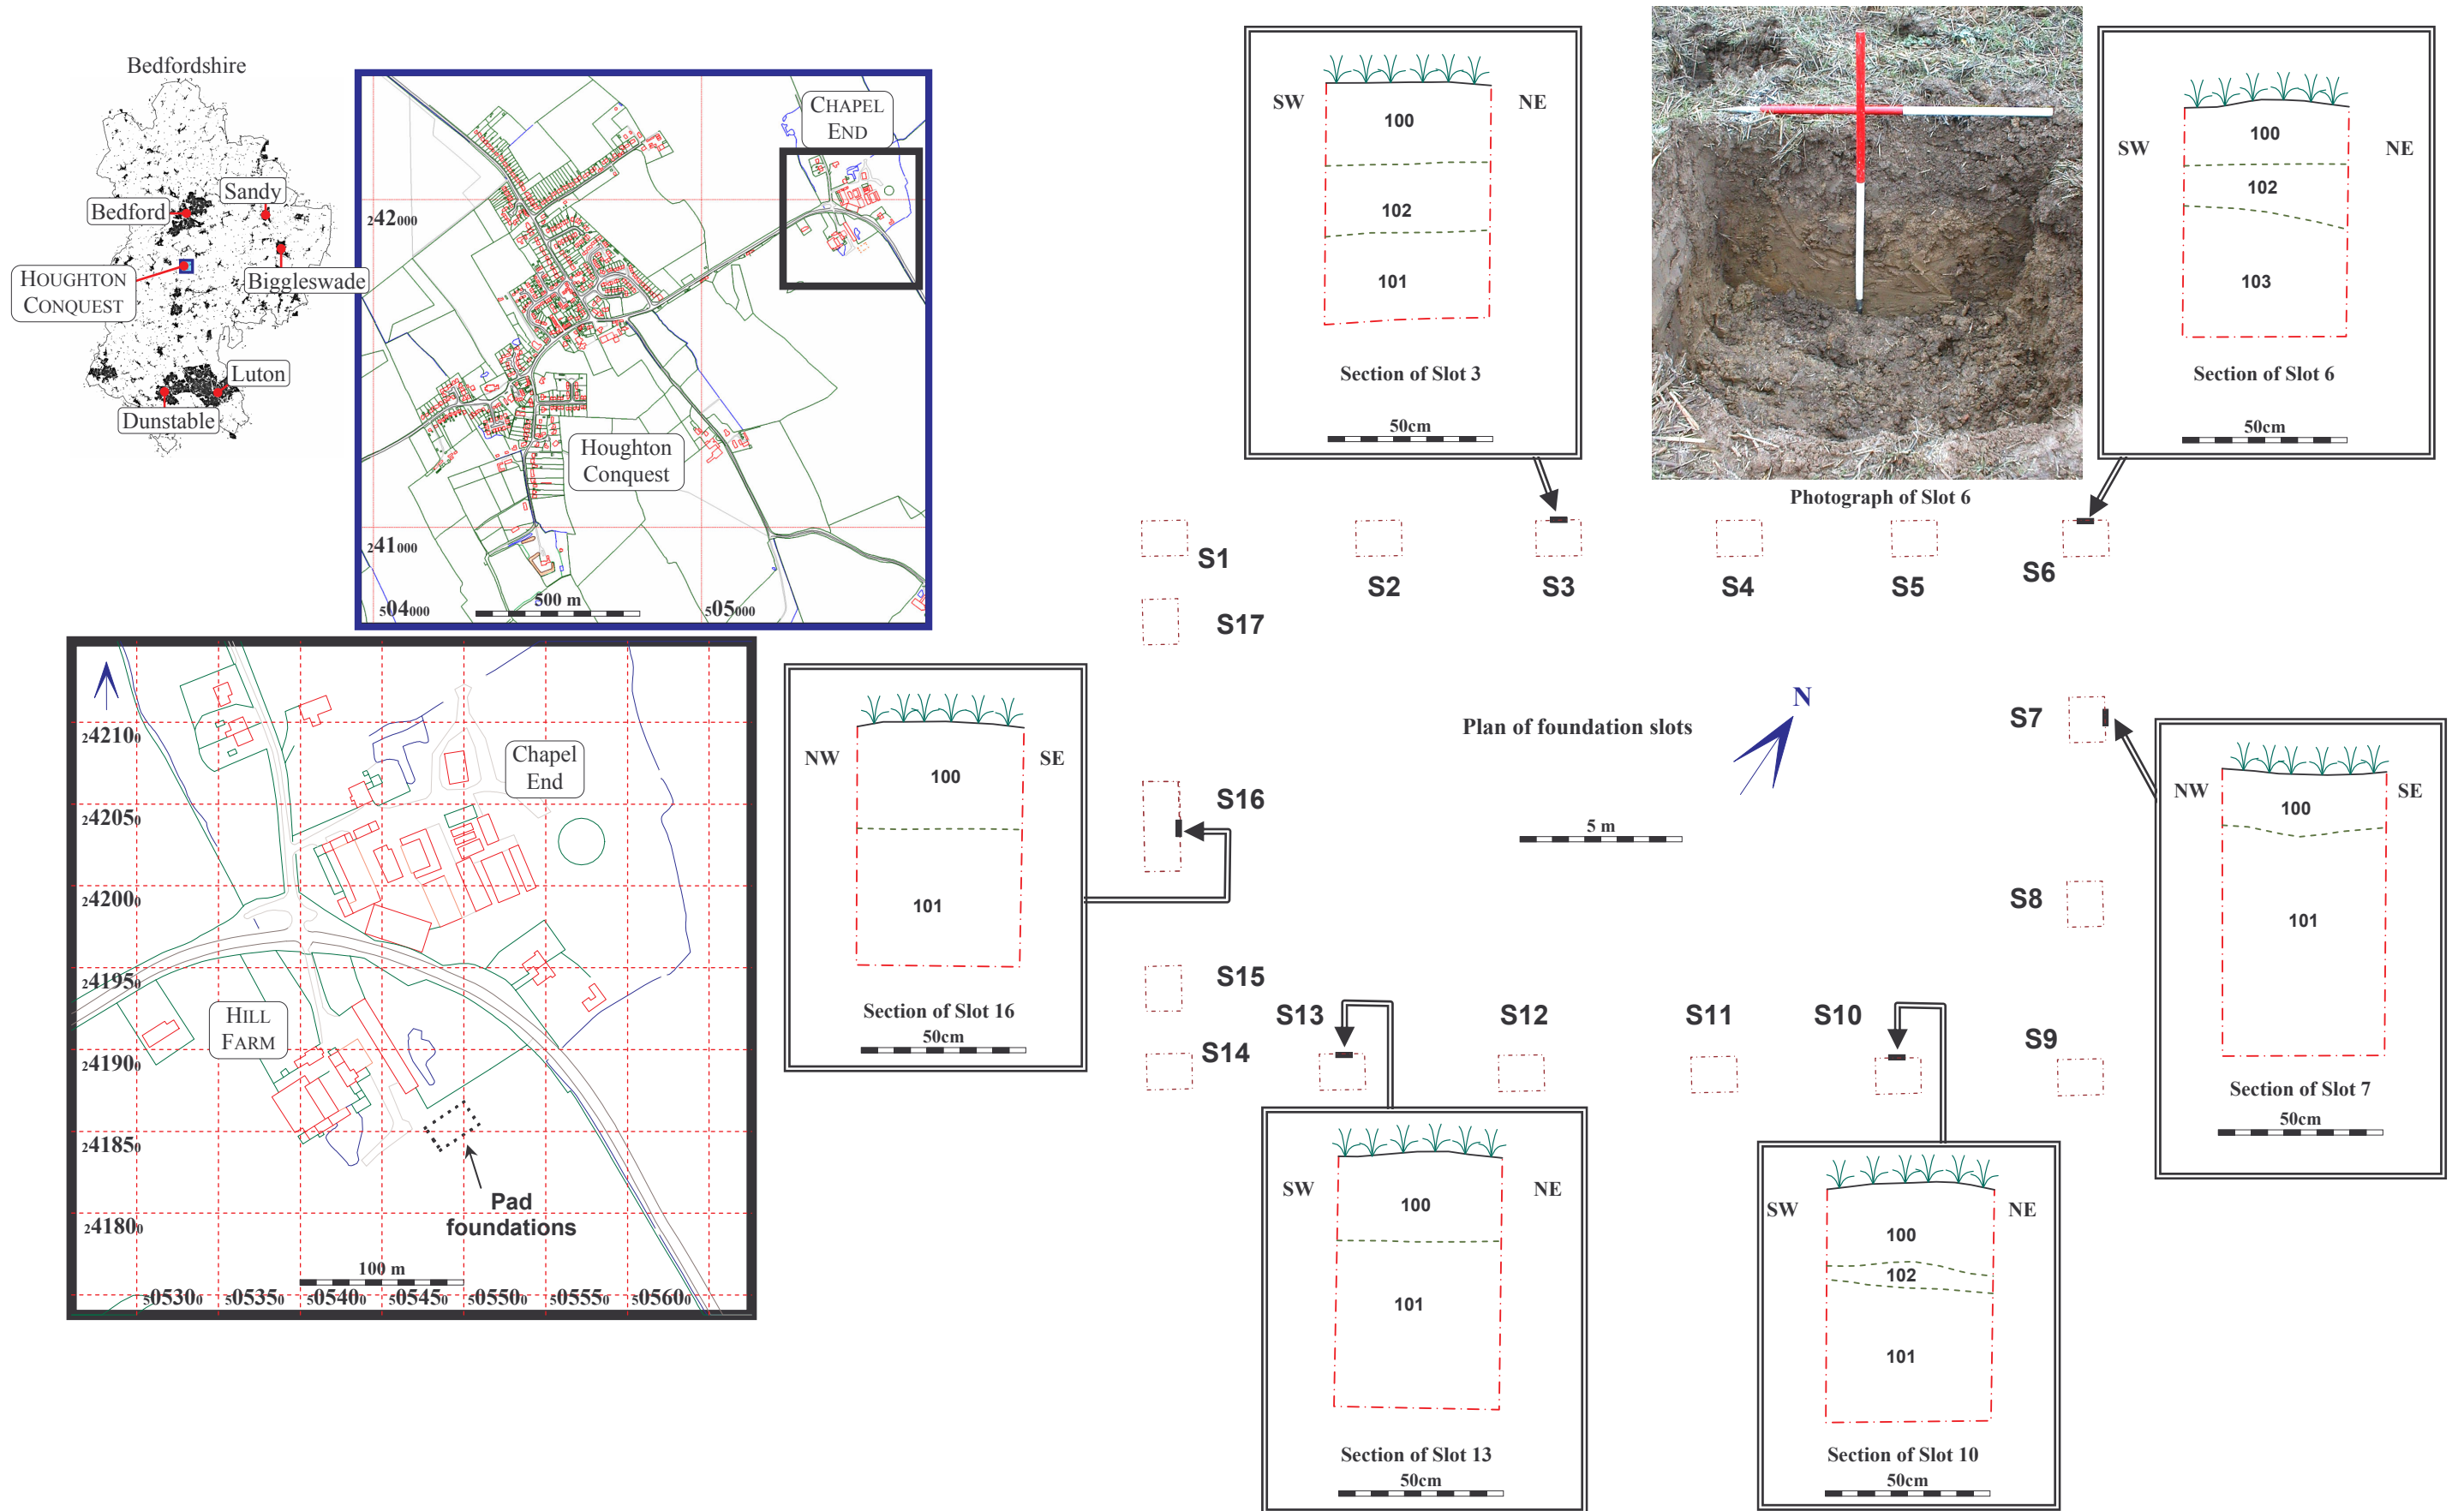 Bedfordshire
Bedford
Sandy
HOUGHTON
CONQUEST
Biggleswade
Luton
Dunstable
CHAPEL
END
242000
241000
Houghton
Conquest
500 m
504000
505000
SW
NE
100
102
101
Section of Slot 3
50cm
Photograph of Slot 6
SW
NE
100
102
103
Section of Slot 6
50cm
S1
S2
S3
S4
S5
S6
S17
242100
242050
242000
241950
241900
241850
241800
Chapel
End
HILL
FARM
Pad
foundations
100 m
505300
505350
505400
505450
505500
505550
505600
NW
SE
100
101
Section of Slot 16
50cm
Plan of foundation slots
N
5 m
S7
S16
S8
S15
S13
S12
S11
S10
S14
S9
NW
SE
100
101
Section of Slot 7
50cm
SW
NE
100
101
Section of Slot 13
50cm
SW
NE
100
102
101
Section of Slot 10
50cm